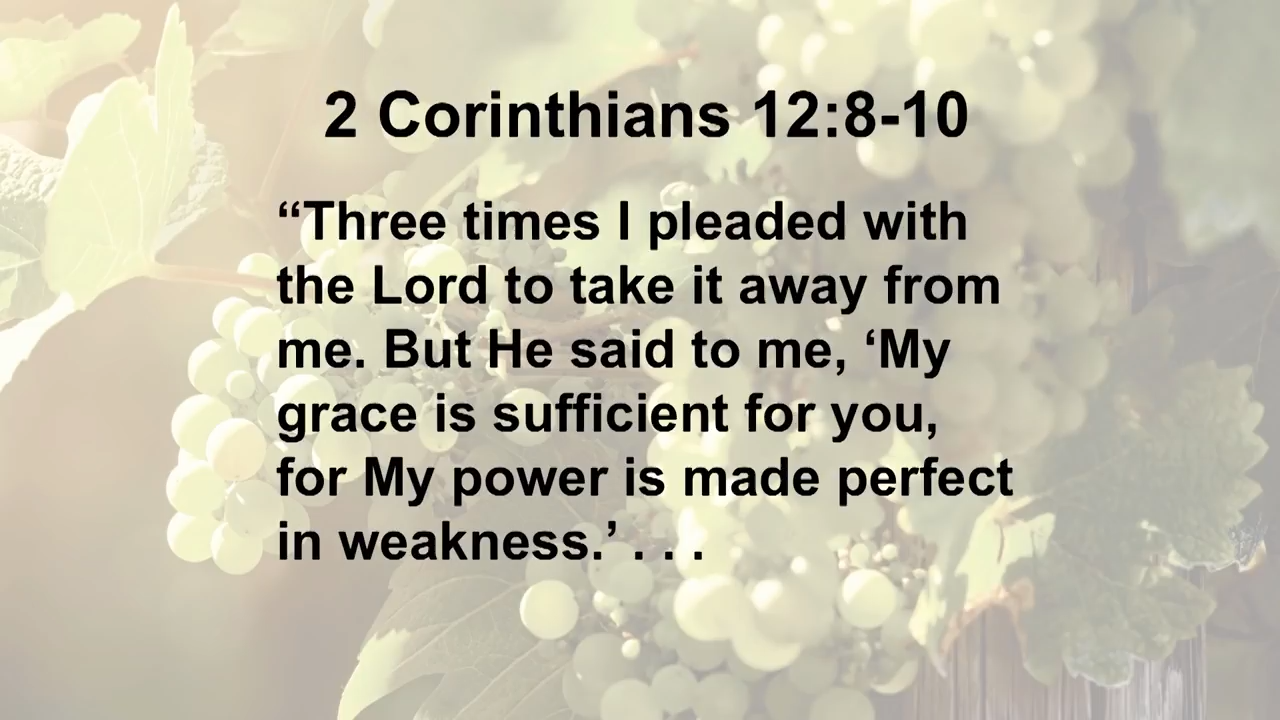 2 Corinthians 12:8-10
“Three times I pleaded with
the Lord to take it away from
me. But He said to me, ‘My
grace is sufficient for you,
for My power is made perfect
in weakness.’ . . .